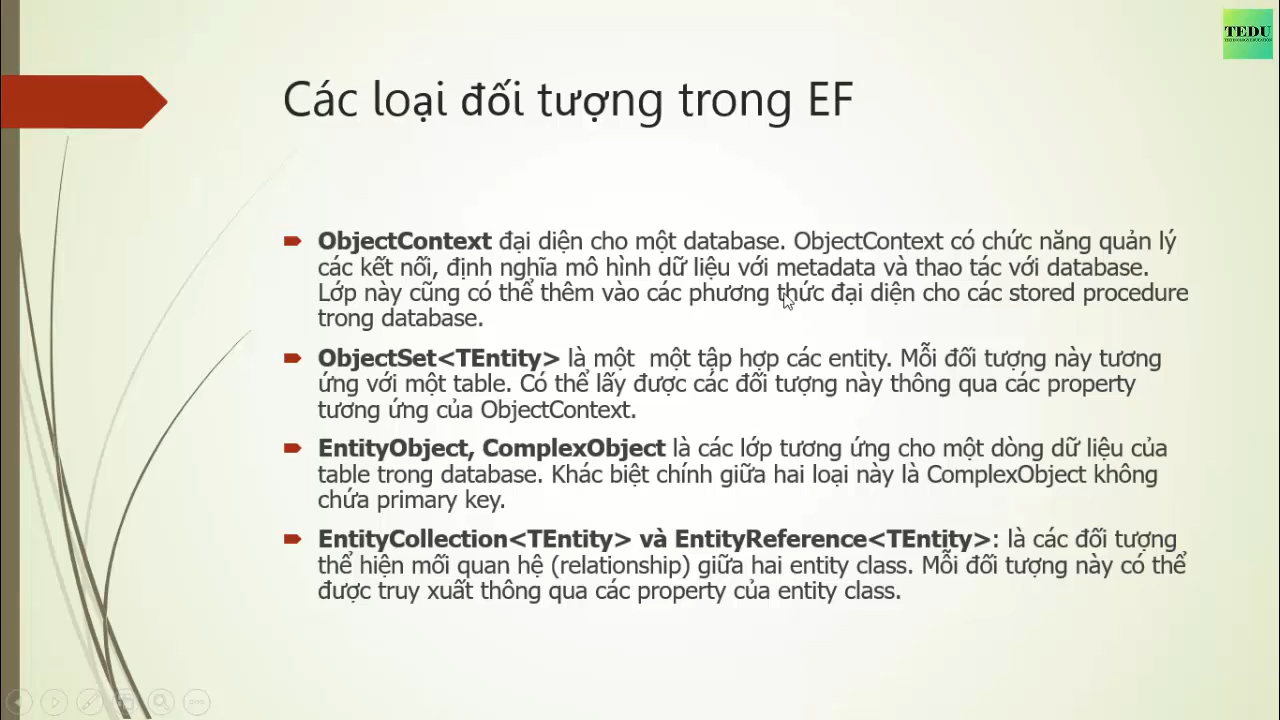 TEDU
Các loại đối tượng trong EF
ObjectContext đại diện cho một database. ObjectContext có chức năng quản lý
các kết nối, định nghĩa mô hình dữ liệu với metadata và thao tác với database.
Lớp này cũng có thể thêm vào các phương thức đại diện cho các stored procedure
trong database.
ObjectSet<TEntity> là một một tập hợp các entity. Mỗi đối tượng này tương
ứng với một table. Có thể lấy được các đối tượng này thông qua các property
tương ứng của ObjectContext.
EntityObject, ComplexObject là các lớp tương ứng cho một dòng dữ liệu của
table trong database. Khác biệt chính giữa hai loại này là ComplexObject không
chứa primary key.
EntityCollection<TEntity> và EntityReference<TEntity>: là các đối tượng
thể hiện mối quan hệ (relationship) giữa hai entity class. Mỗi đối tượng này có thể
được truy xuất thông qua các property của entity class.